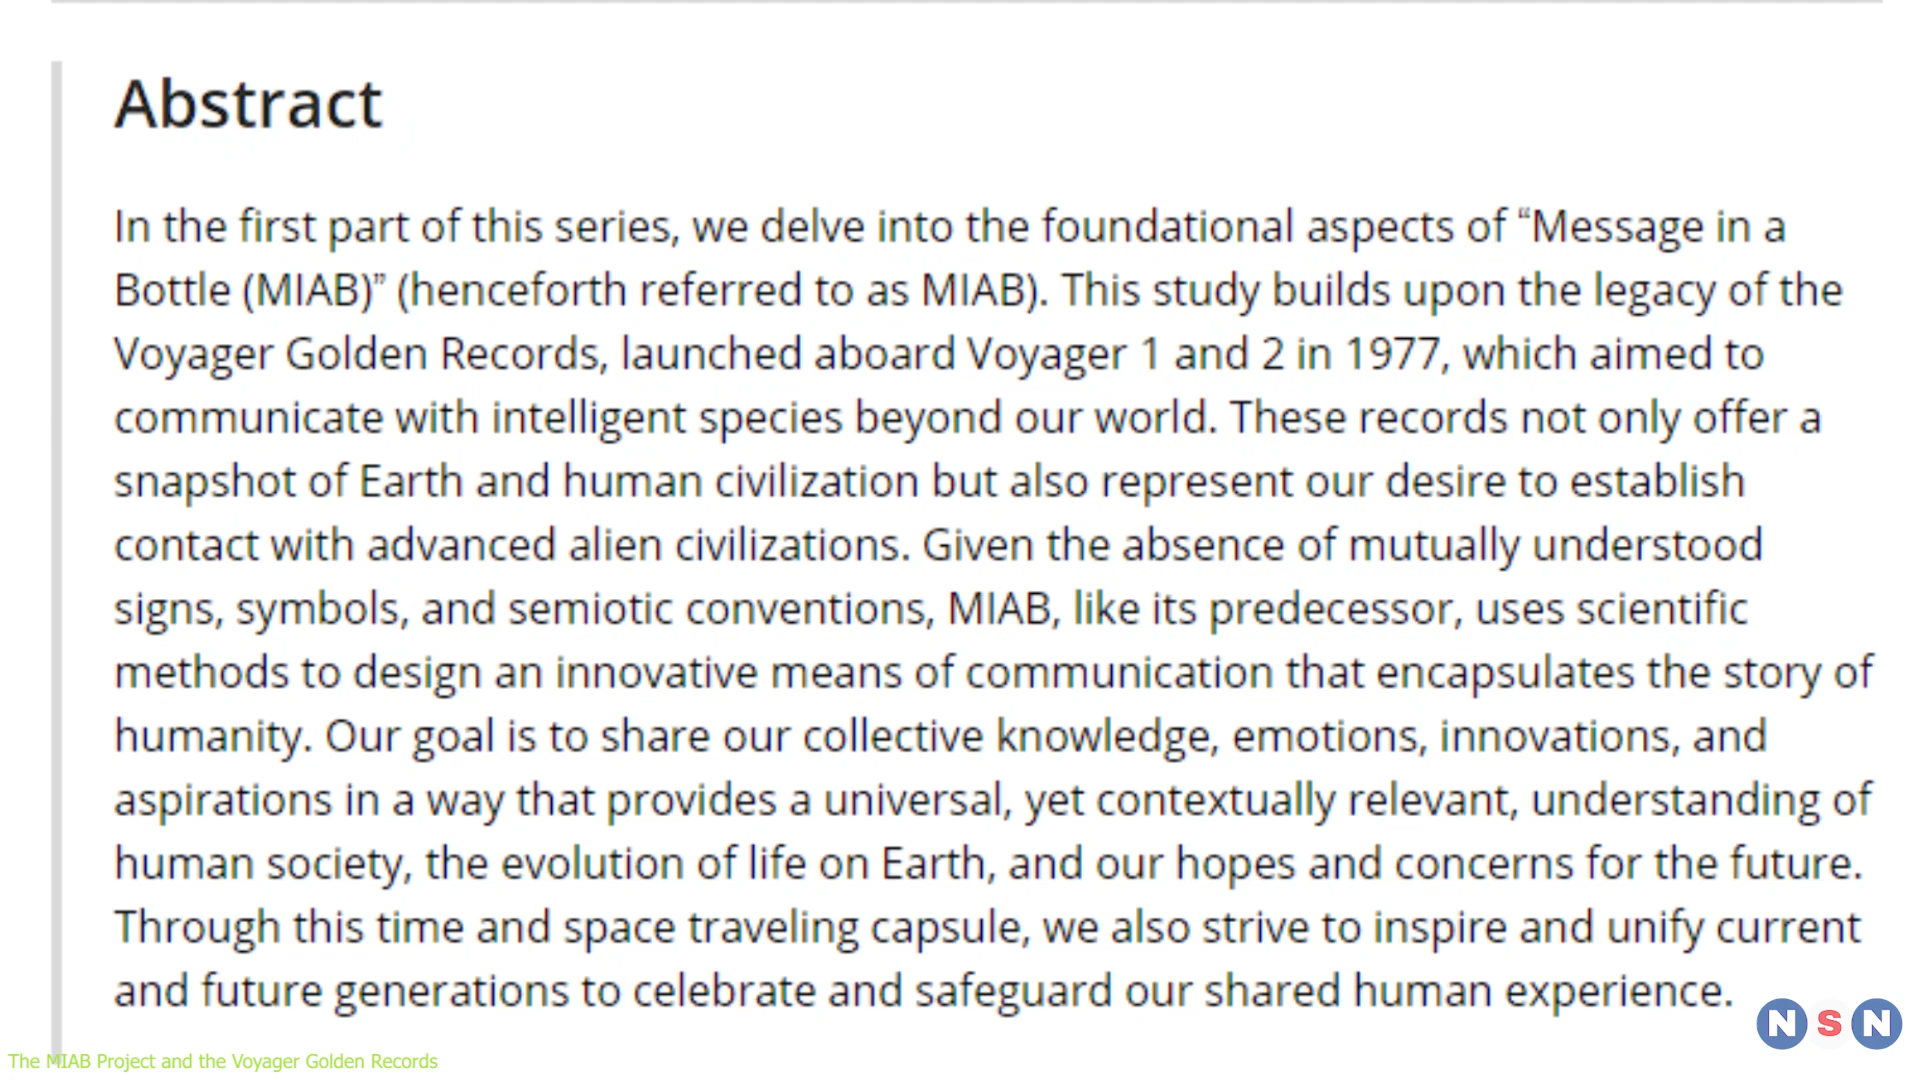 Abstract
In the first part of this series, we delve into the foundational aspects of “Message in a
Bottle (MIAB)” (henceforth referred to as MIAB). This study builds upon the legacy of the
Voyager Golden Records, launched aboard Voyager 1 and 2 in 1977, which aimed to
communicate with intelligent species beyond our world. These records not only offer a
snapshot of Earth and human civilization but also represent our desire to establish
contact with advanced alien civilizations. Given the absence of mutually understood
signs, symbols, and semiotic conventions, MIAB, like its predecessor, uses scientific
methods to design an innovative means of communication that encapsulates the story of
humanity. Our goal is to share our collective knowledge, emotions, innovations, and
aspirations in a way that provides a universal, yet contextually relevant, understanding of
human society, the evolution of life on Earth, and our hopes and concerns for the future.
Through this time and space traveling capsule, we also strive to inspire and unify current
and future generations to celebrate and safeguard our shared human experience.
N S N
The MIAB Project and the Voyager Golden Records